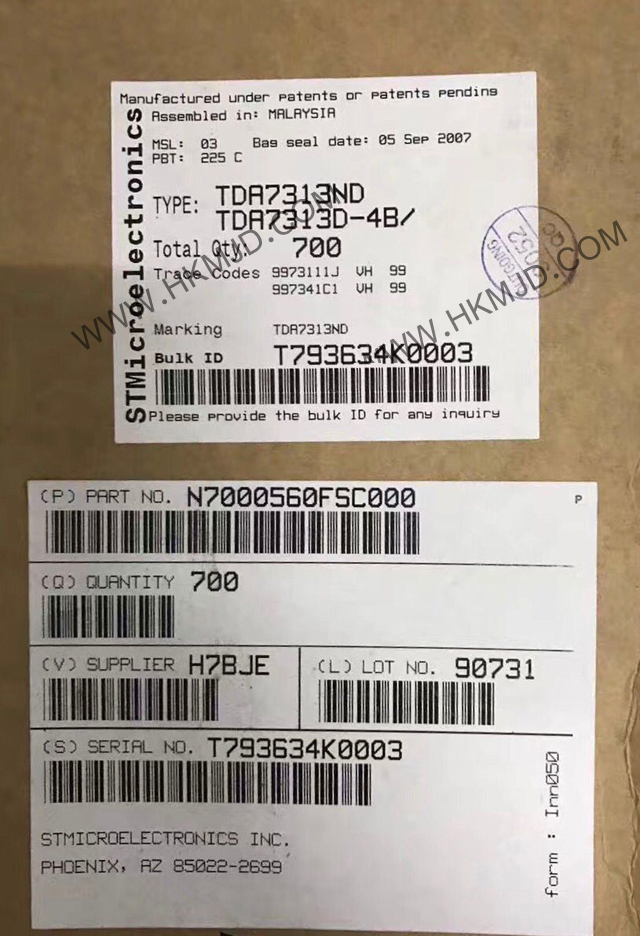 Manufactured under patents or patents pending
Assembled in: MALAYSIA
STMicroelectronics
MSL: 03 Bag seal date: 05 Sep 2007
PBT: 225 C
TYPE: TDA7313ND
TDA7313D-4B/
Total Qty: 700
Trace Codes 9973111J VH 99
997341C1 VH 99
Marking TDA7313ND
Bulk ID T793634K0003
Please provide the bulk ID for any inquiry
WWW.HKMJD.COM
WWW.HKMJD.COM
(P) PART NO. N7000560FSC000
P
(Q) QUANTITY 700
(V) SUPPLIER H7BJE
(L) LOT NO. 90731
(S) SERIAL NO. T793634K0003
STMICROELECTRONICS INC.
PHOENIX, AZ 85022-2699
form : Inn050